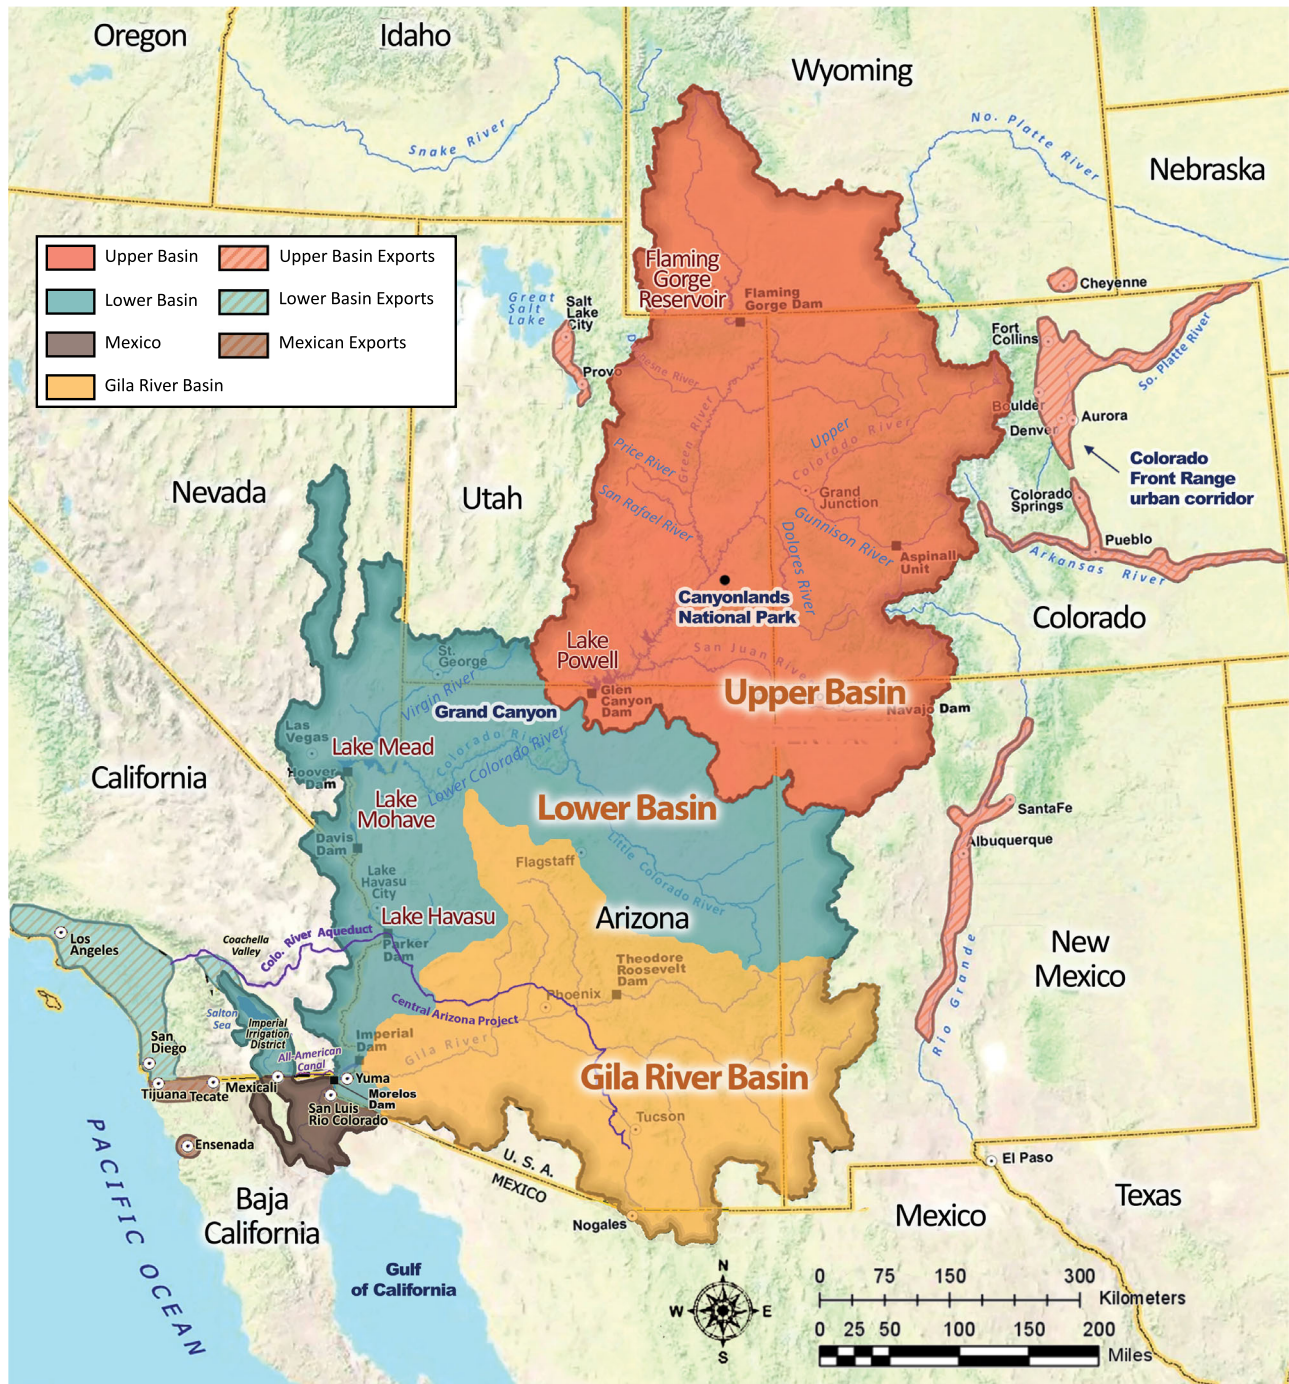 Oregon
Idaho
Wyoming
Nebraska
Snake River
No. Platte River
Upper Basin
Upper Basin Exports
Lower Basin
Lower Basin Exports
Mexico
Mexican Exports
Gila River Basin
Great
Salt
Lake
Salt
Lake
City
Provo
Flaming
Gorge
Reservoir
Flaming
Gorge Dam
Cheyenne
Fort
Collins
So. Platte River
Boulder
Denver
Aurora
Colorado
Front Range
urban corridor
Duchesne River
Green River
Price River
San Rafael River
Upper
Colorado River
Grand
Junction
Gunnison River
Dolores River
Aspinall
Unit
Colorado
Springs
Pueblo
Arkansas River
Nevada
Utah
Colorado
Canyonlands
National Park
Lake
Powell
San Juan River
Glen
Canyon
Dam
Upper Basin
Navajo Dam
St.
George
Virgin River
Grand Canyon
Las
Vegas
Lake Mead
Hoover
Dam
Colorado Ri
Lower Colorado River
California
Lake
Mohave
Lower Basin
Davis
Dam
Flagstaff
Little Colorado River
Lake
Havasu
City
Lake Havasu
Arizona
SantaFe
Albuquerque
New
Mexico
Rio Grande
Los
Angeles
Coachella
Valley
Colo. River Aqueduct
Parker
Dam
Theodore
Roosevelt
Dam
Phoenix
Central Arizona Project
Salton
Sea
Imperial
Irrigation
District
All-American
Canal
Imperial
Dam
Gila River
San
Diego
Gila River Basin
Tijuana
Tecate
Mexicali
Yuma
Morelos
Dam
San Luis
Rio Colorado
Ensenada
Tucson
U. S. A.
MEXICO
Nogales
El Paso
Texas
Mexico
Baja
California
PACIFIC OCEAN
Gulf
of California
N
W
E
S
0 75 150 300
Kilometers
0 25 50 100 150 200
Miles